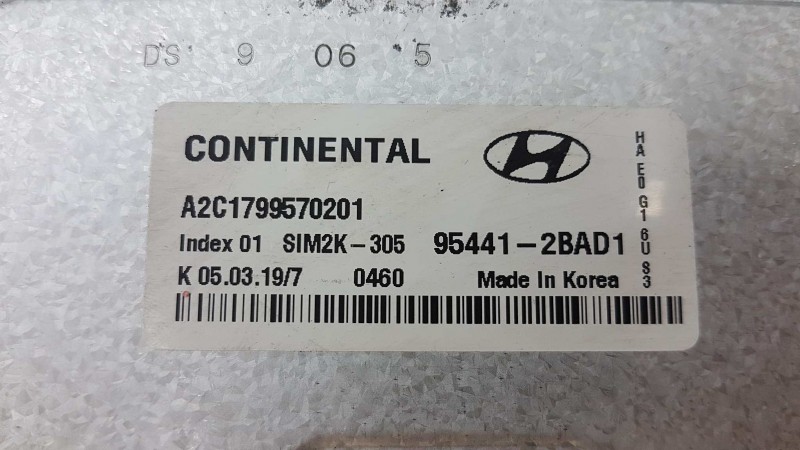 DS 9 06 5
CONTINENTAL
A2C1799570201
Index 01 SIM2K-305 95441-2BAD1
K 05.03.19/7 0460 Made In Korea
HA E0 G1 6U S3